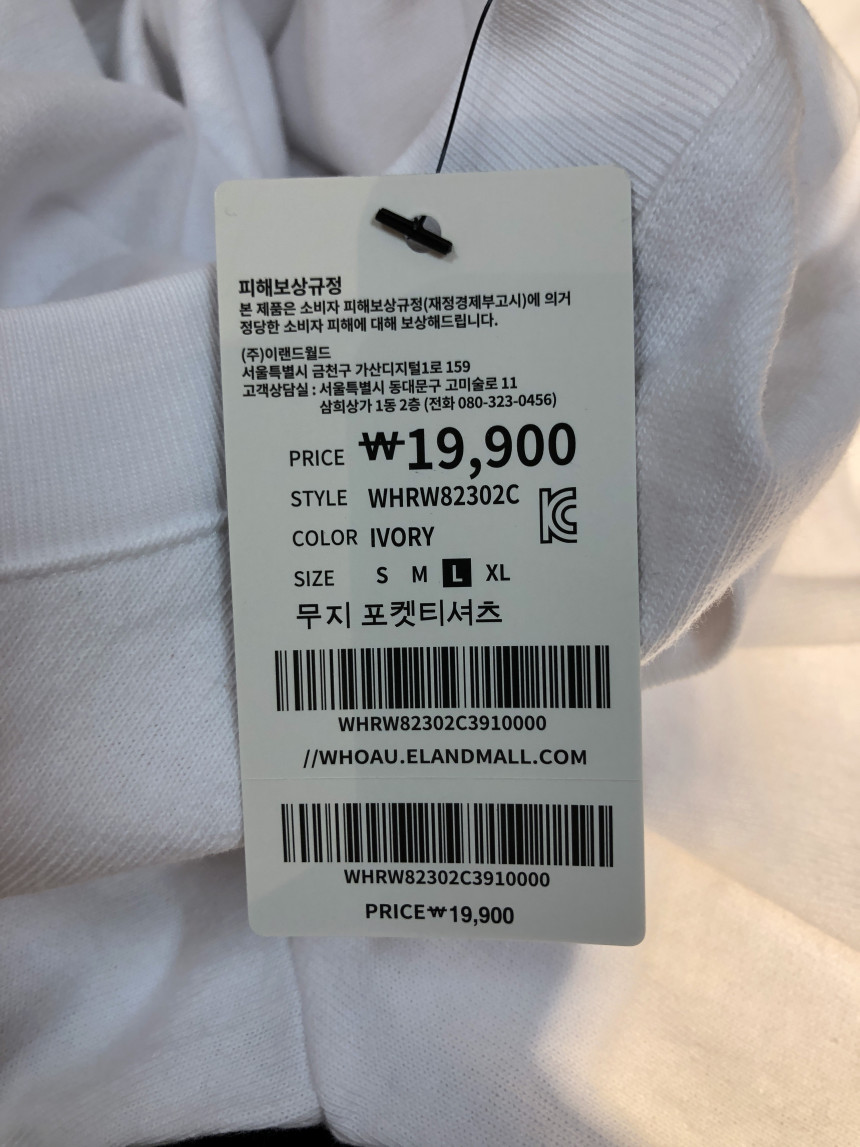 피해보상규정
본 제품은 소비자 피해보상규정(재정경제부고시)에 의거
정당한 소비자 피해에 대해 보상해드립니다.
(주)이랜드월드
서울특별시 금천구 가산디지털1로 159
고객상담실 : 서울특별시 동대문구 고미술로 11
삼희상가 1동 2층 (전화 080-323-0456)
PRICE ₩19,900
STYLE WHRW82302C
COLOR IVORY
SIZE S M L XL
무지 포켓티셔츠
WHRW82302C3910000
//WHOAU.ELANDMALL.COM
WHRW82302C3910000
PRICE₩19,900